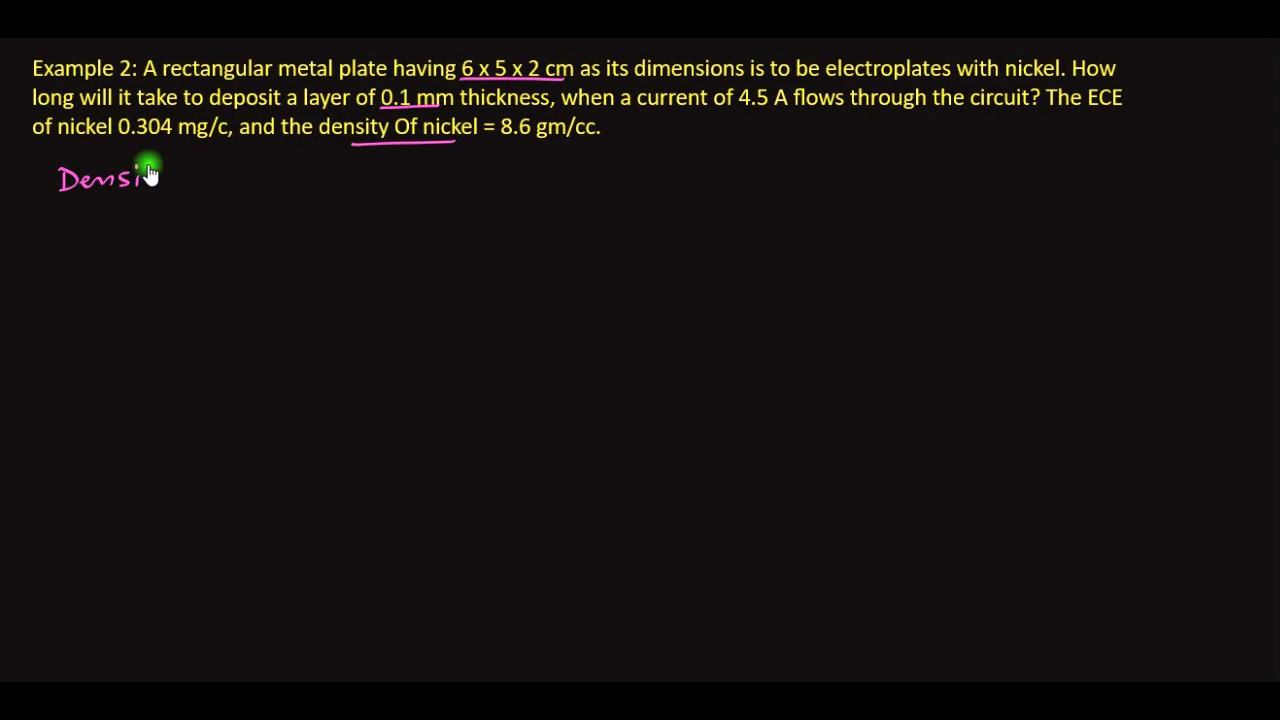 Example 2: A rectangular metal plate having 6 x 5 x 2 cm as its dimensions is to be electroplates with nickel. How
long will it take to deposit a layer of 0.1 mm thickness, when a current of 4.5 A flows through the circuit? The ECE
of nickel 0.304 mg/c, and the density Of nickel = 8.6 gm/cc.
Densi